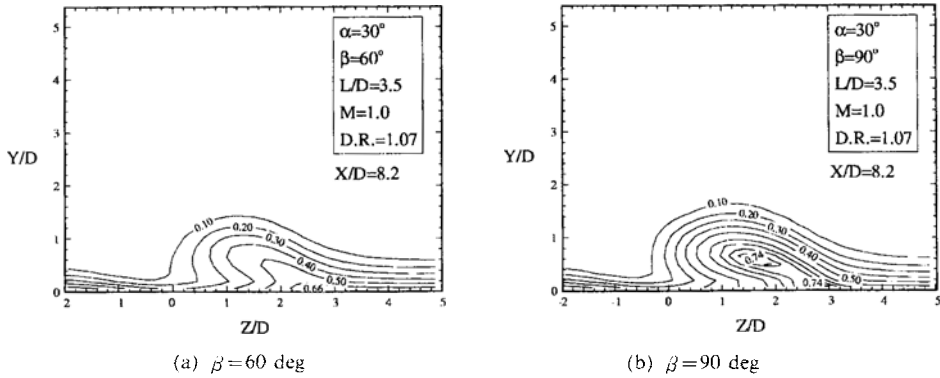 α=30°
β=60°
L/D=3.5
M=1.0
D.R.=1.07
X/D=8.2
Y/D
5
4
3
2
1
0
0.10
0.20
0.30
0.40
0.50
0.66
2 -1 0 1 2 3 4 5
Z/D
(a) β=60 deg
α=30°
β=90°
L/D=3.5
M=1.0
D.R.=1.07
X/D=8.2
Y/D
5
4
3
2
1
0
0.10
0.20
0.30
0.40
0.74
0.74
0.50
-2 -1 0 1 2 3 4 5
Z/D
(b) β=90 deg